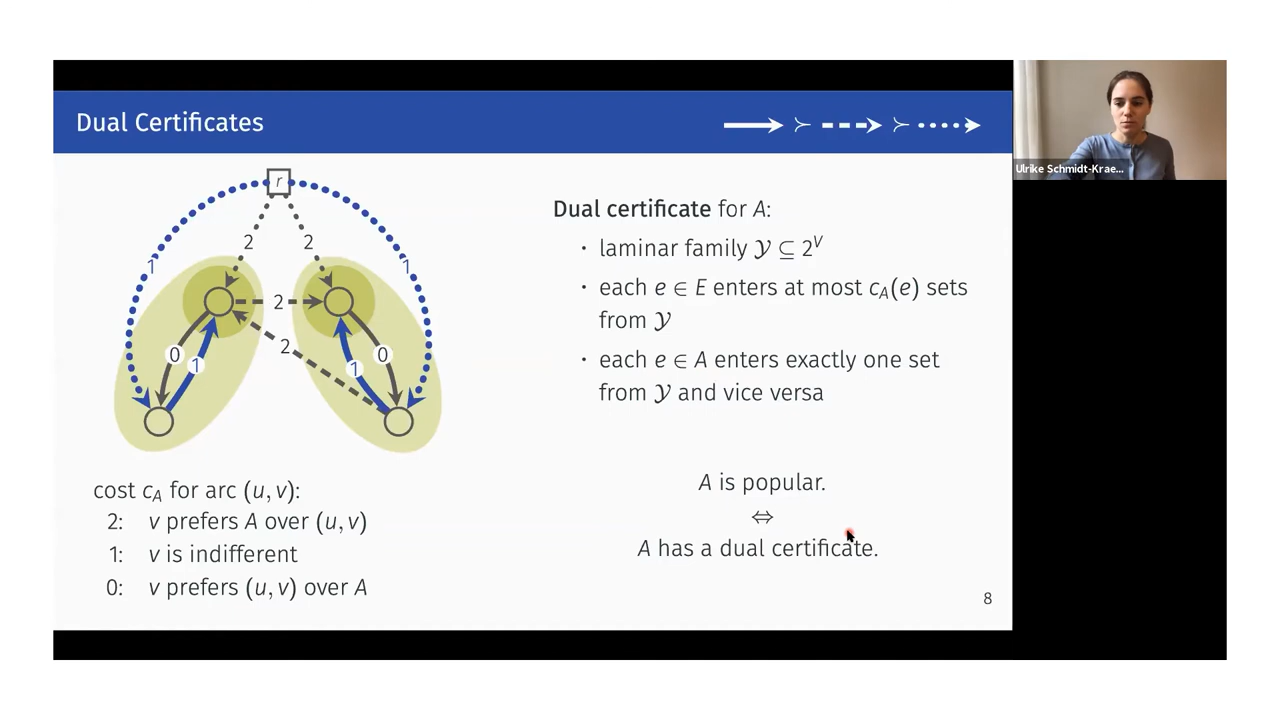 Dual Certificates
≻ ≻
r
2 2
1 1
2
2
0 1 1 0
Dual certificate for A:
· laminar family 𝒴 ⊆ 2^V
· each e ∈ E enters at most c_A(e) sets
from 𝒴
· each e ∈ A enters exactly one set
from 𝒴 and vice versa
A is popular.
⇔
A has a dual certificate.
cost c_A for arc (u, v):
2: v prefers A over (u, v)
1: v is indifferent
0: v prefers (u, v) over A
8
Ulrike Schmidt-Krae...